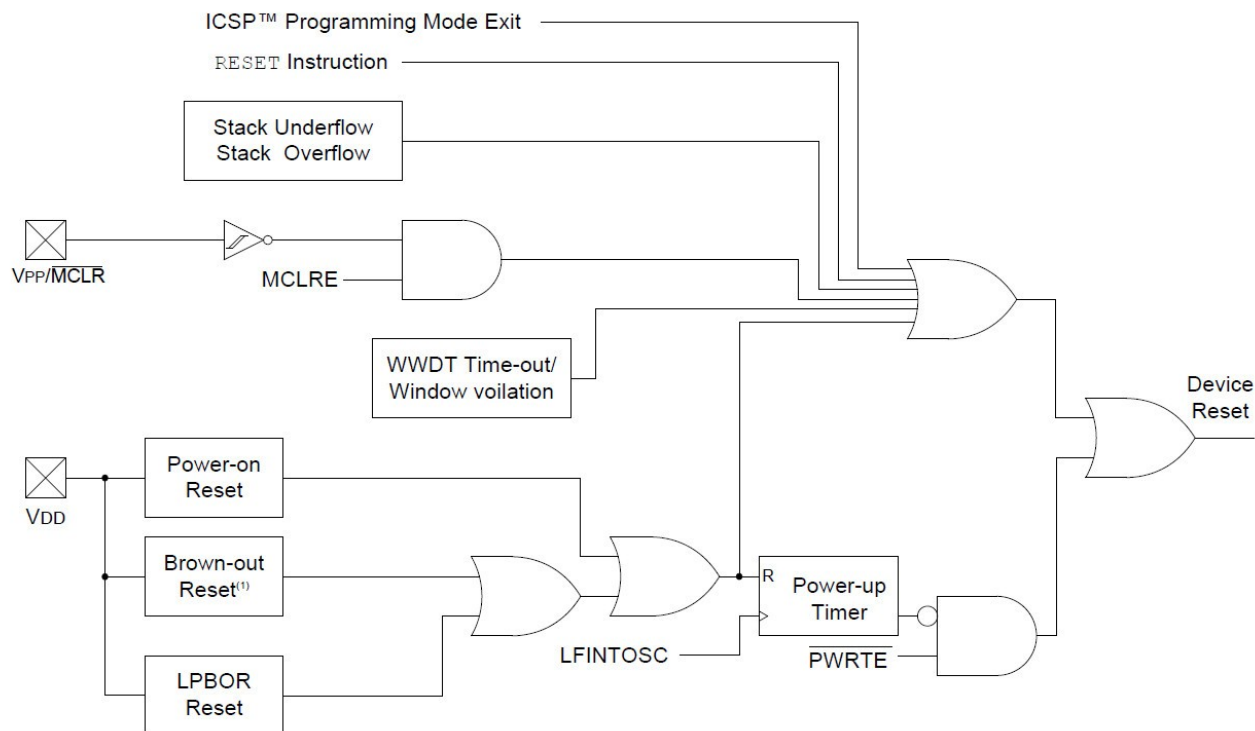 ICSP™ Programming Mode Exit
RESET Instruction
Stack Underflow
Stack Overflow
VPP/MCLR
MCLRE
WWDT Time-out/
Window voilation
Device
Reset
Power-on
Reset
VDD
Brown-out
Reset(1)
R
Power-up
Timer
LFINTOSC
PWRTE
LPBOR
Reset